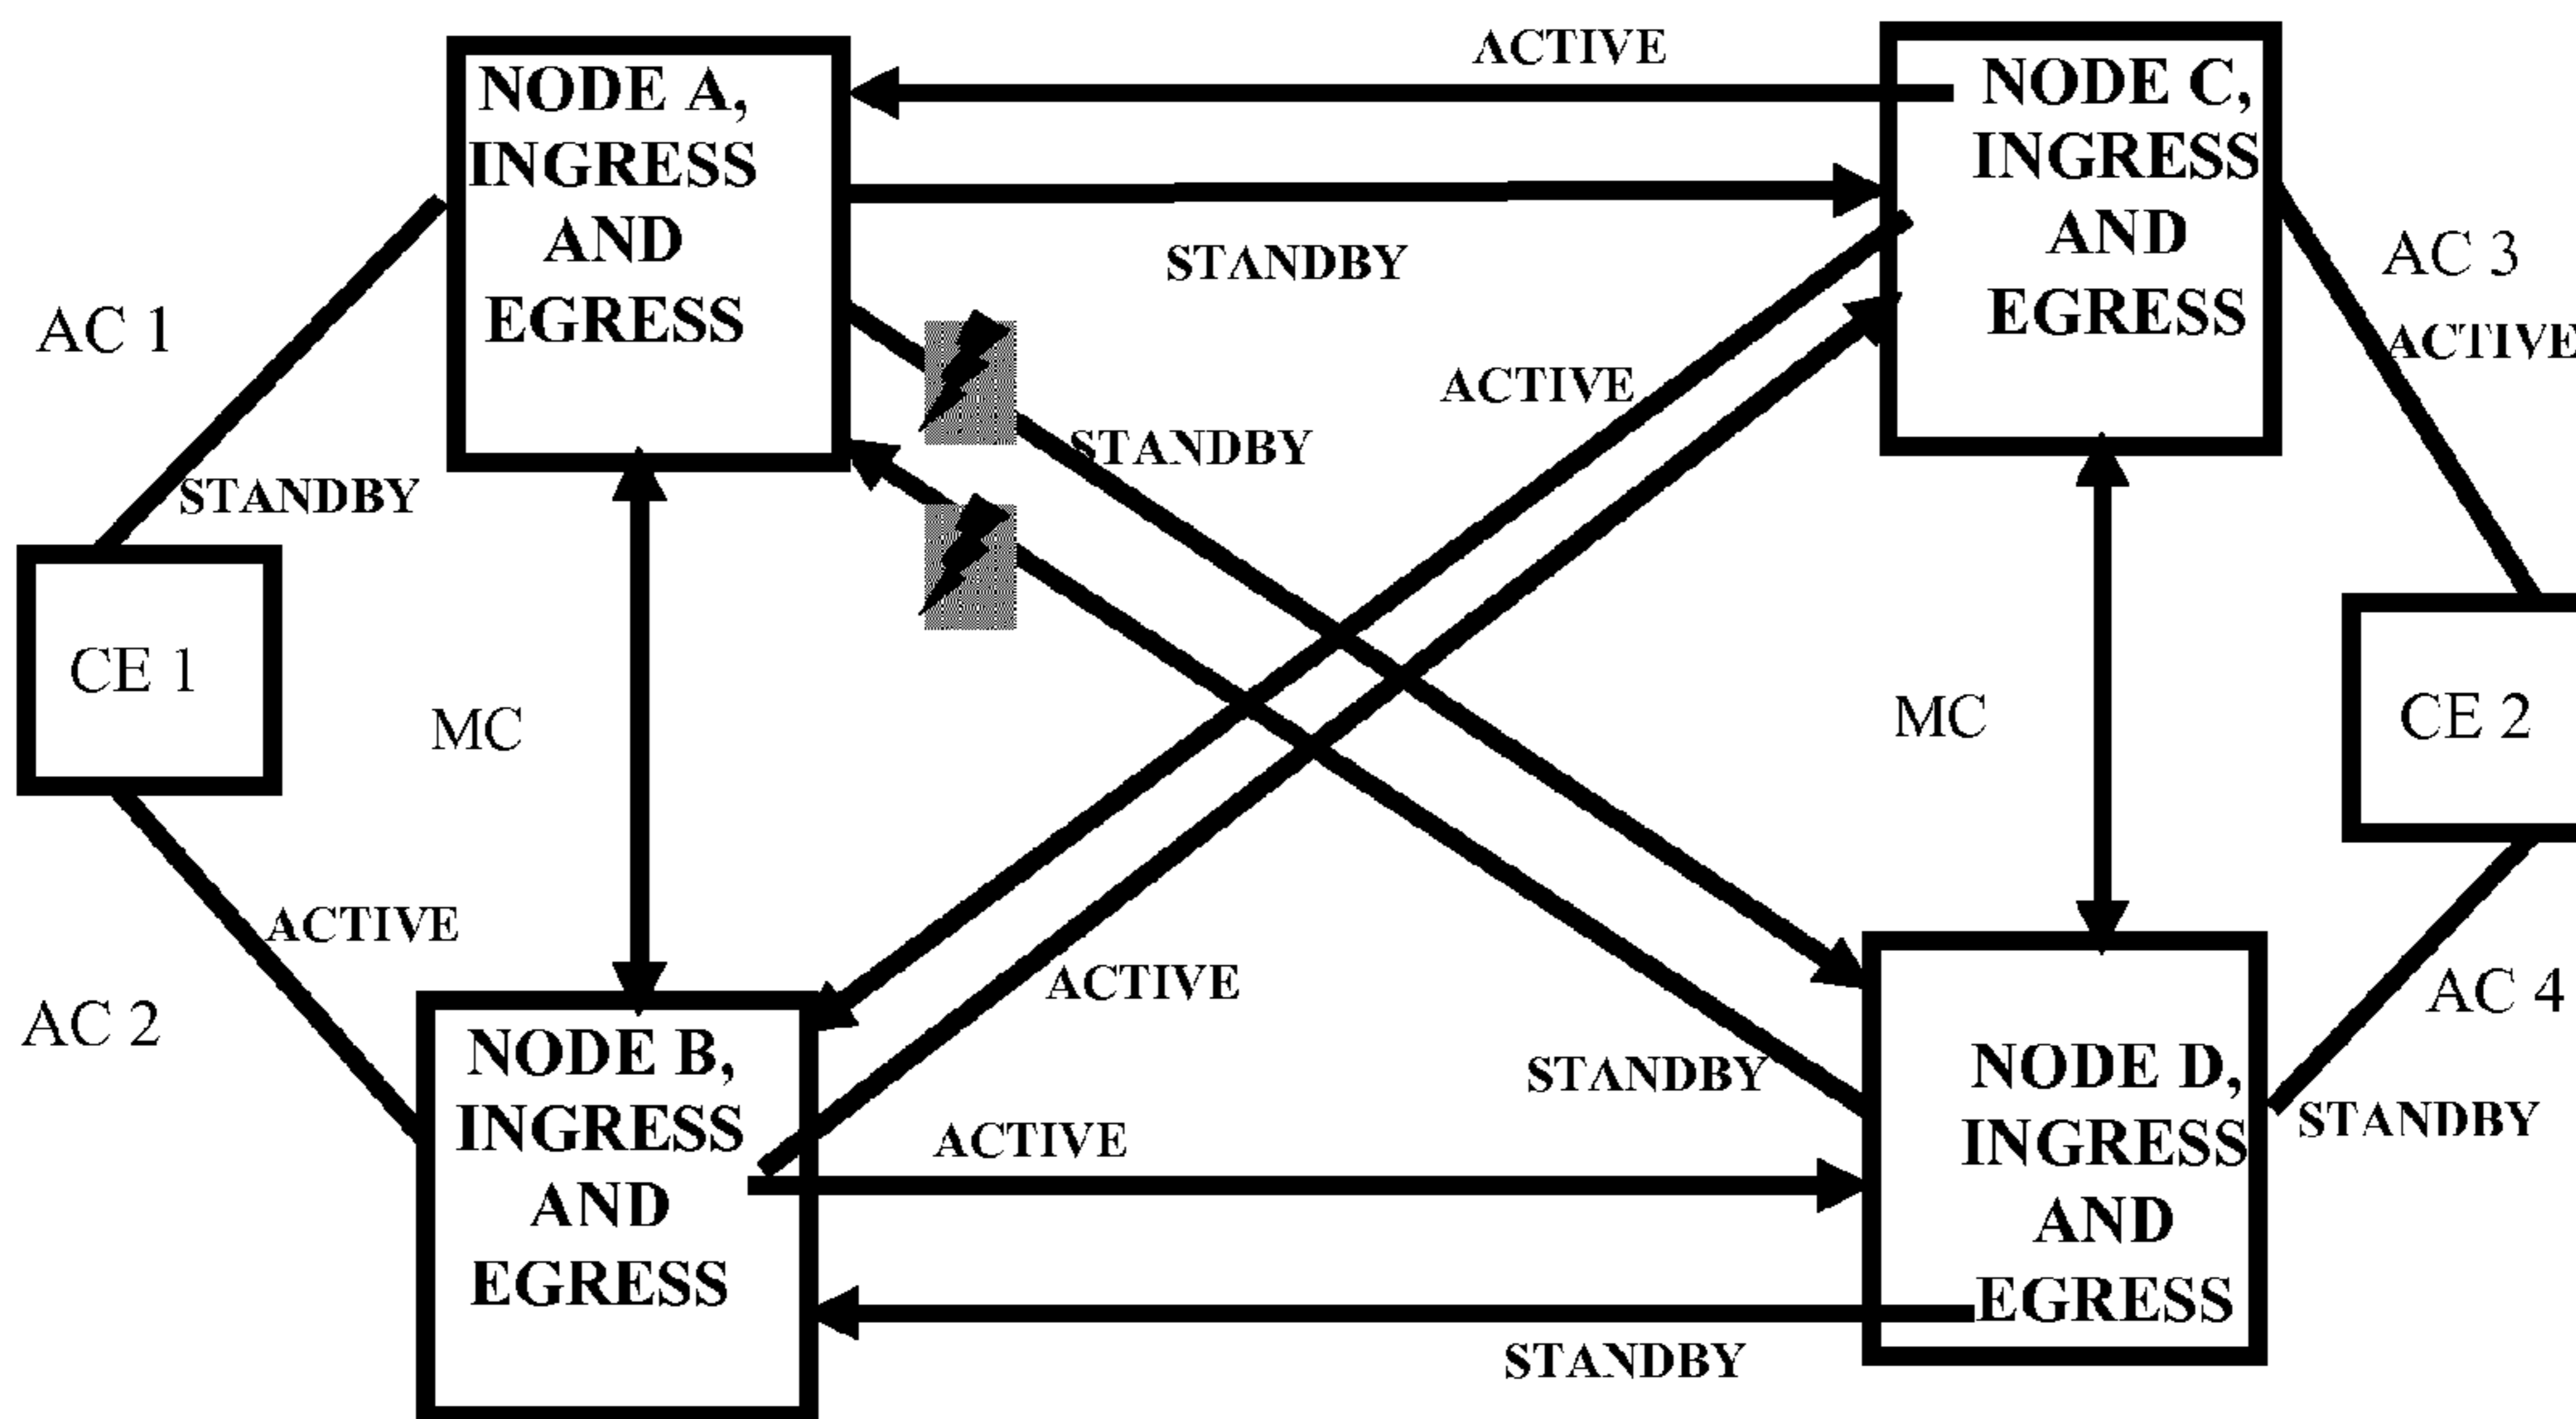 ACTIVE
NODE A,
INGRESS
AND
EGRESS
NODE C,
INGRESS
AND
EGRESS
STANDBY
AC 1
AC 3
ACTIVE
ACTIVE
STANDBY
STANDBY
CE 1
MC
MC
CE 2
ACTIVE
AC 2
ACTIVE
AC 4
NODE B,
INGRESS
AND
EGRESS
STANDBY
ACTIVE
NODE D,
INGRESS
AND
EGRESS
STANDBY
STANDBY